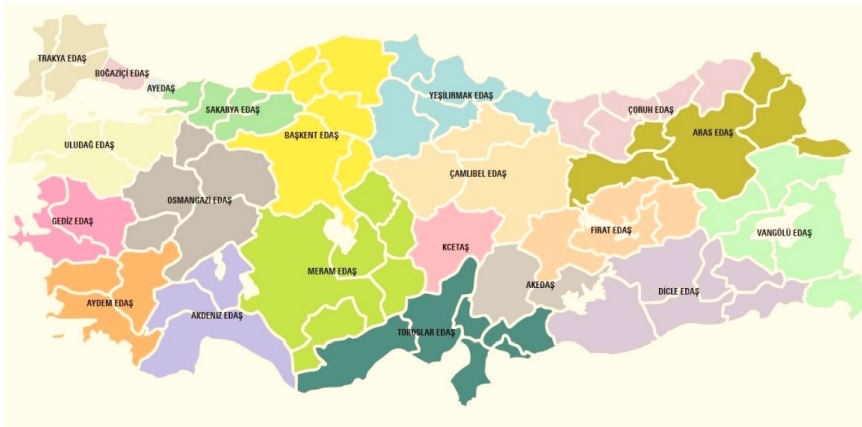 TRAKYA EDAŞ
BOĞAZİÇİ EDAŞ
AYEDAŞ
SAKARYA EDAŞ
YEŞİLIRMAK EDAŞ
ÇORUH EDAŞ
ARAS EDAŞ
ULUDAĞ EDAŞ
BAŞKENT EDAŞ
ÇAMLIBEL EDAŞ
OSMANGAZİ EDAŞ
GEDİZ EDAŞ
FIRAT EDAŞ
VANGÖLÜ EDAŞ
KCETAŞ
MERAM EDAŞ
AKEDAŞ
DİCLE EDAŞ
AYDEM EDAŞ
AKDENİZ EDAŞ
TOROSLAR EDAŞ